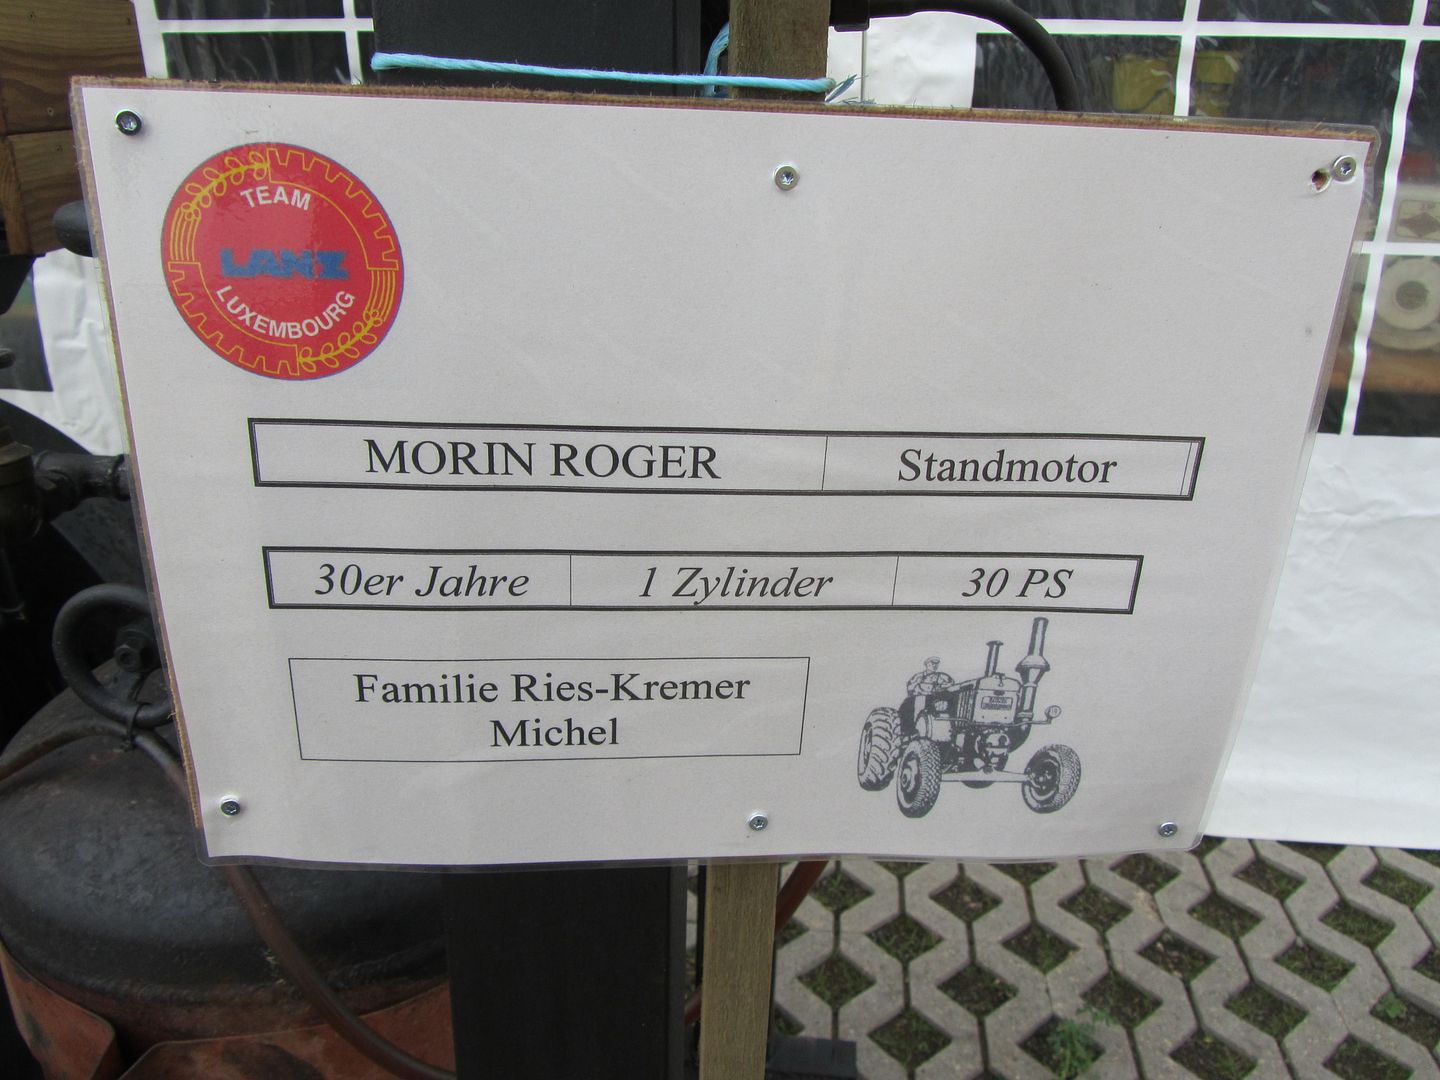 TEAM
LANZ
LUXEMBOURG
MORIN ROGER Standmotor
30er Jahre 1 Zylinder 30 PS
Familie Ries-Kremer
Michel